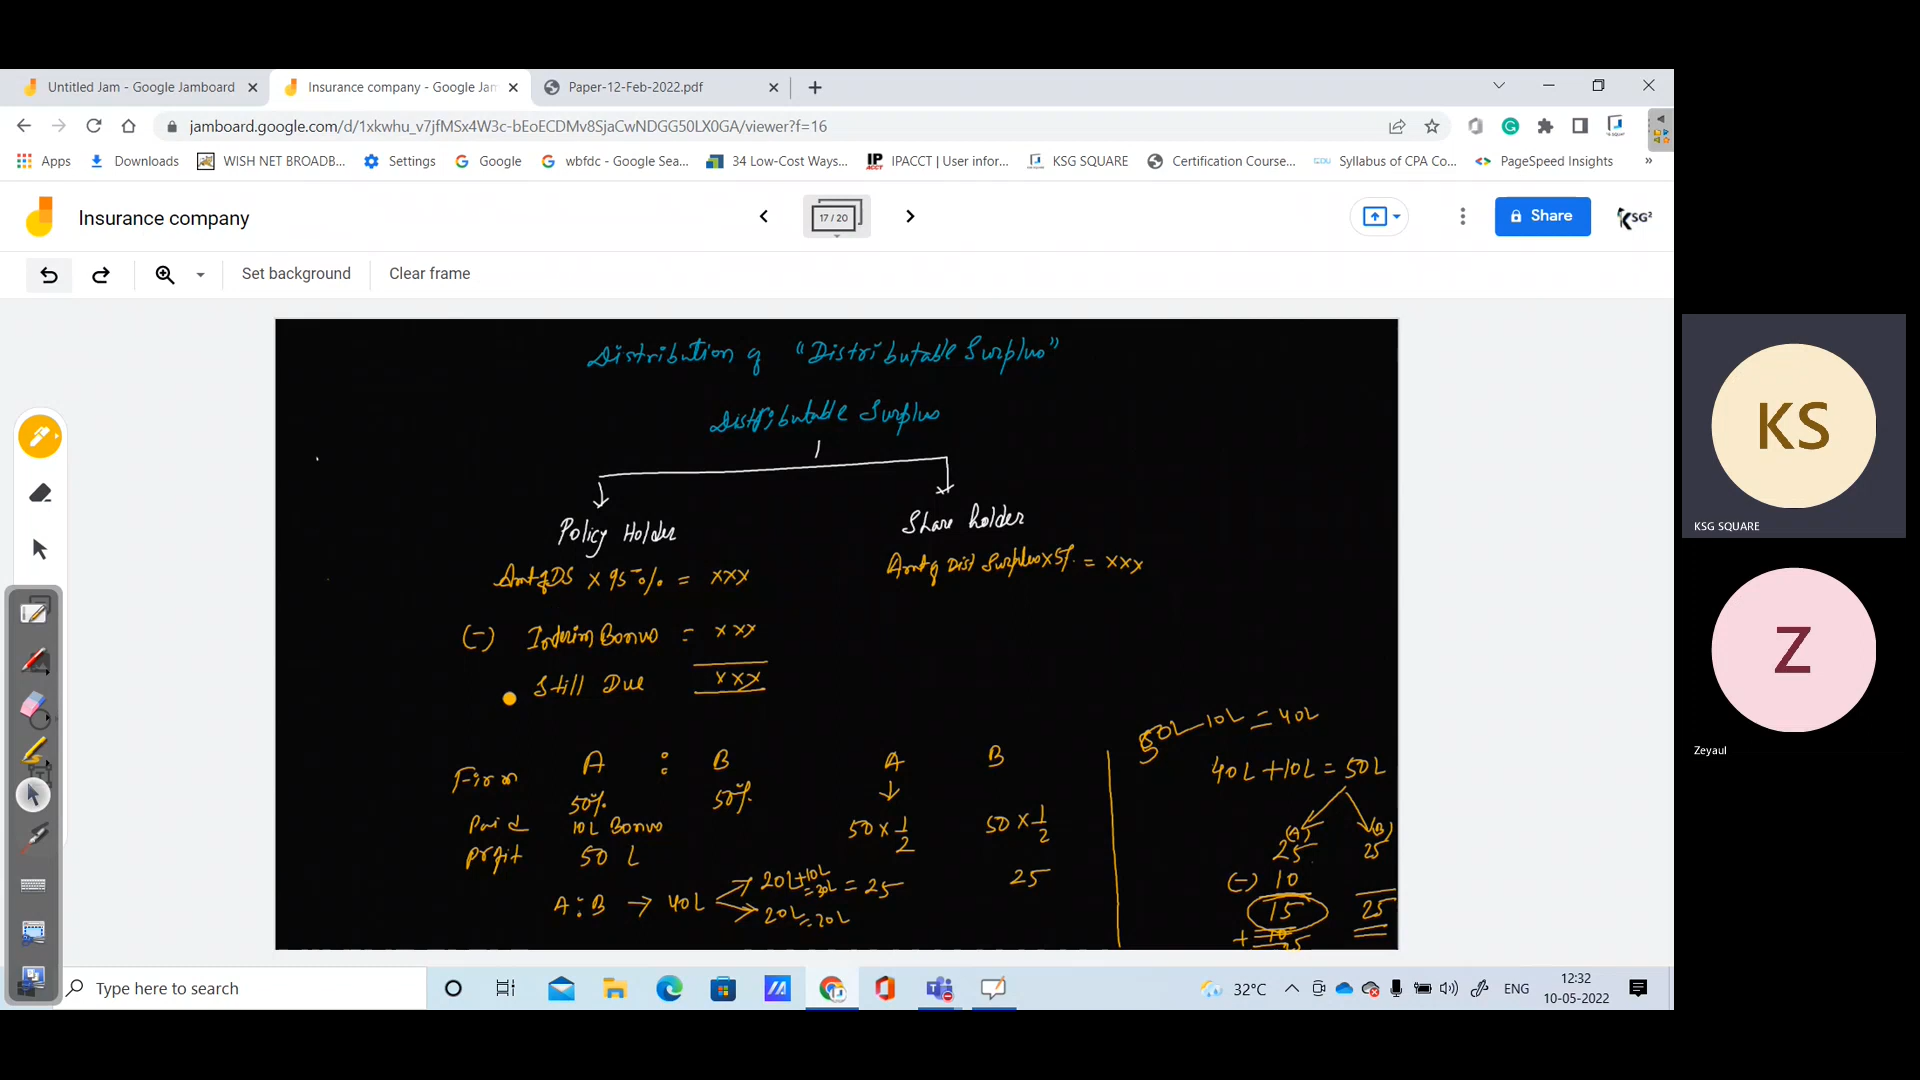 Untitled Jam - Google Jamboard
Insurance company - Google Jam
Paper-12-Feb-2022.pdf
jamboard.google.com/d/1xkwhu_v7jfMSx4W3c-bEoECDMv8SjaCwNDGG50LX0GA/viewer?f=16
Apps Downloads WISH NET BROADB... Settings Google wbfdc - Google Sea... 34 Low-Cost Ways... IPACCT | User infor... KSG SQUARE Certification Course... Syllabus of CPA Co... PageSpeed Insights »
Insurance company
17 / 20
Share
KSG²
Set background Clear frame
Distribution of "Distributable Surplus"
Distributable Surplus
Policy Holder
Share holder
Amt of DS x 95% = xxx
Amt of Dist Surplus x 5% = xxx
(-) Interim Bonus = xxx
Still Due xxx
Firm A : B
50% 50%
Paid 10L Bonus
Profit 50 L
A:B → 40L
20L+10L
=30L = 25
20L = 20L
A B
50 x 1/2 50 x 1/2
25
50L - 10L = 40L
40L + 10L = 50L
(A) (B)
25 25
(-) 10
15 25
+ 10
25
KS
KSG SQUARE
Z
Zeyaul
Type here to search
32°C
ENG
12:32
10-05-2022